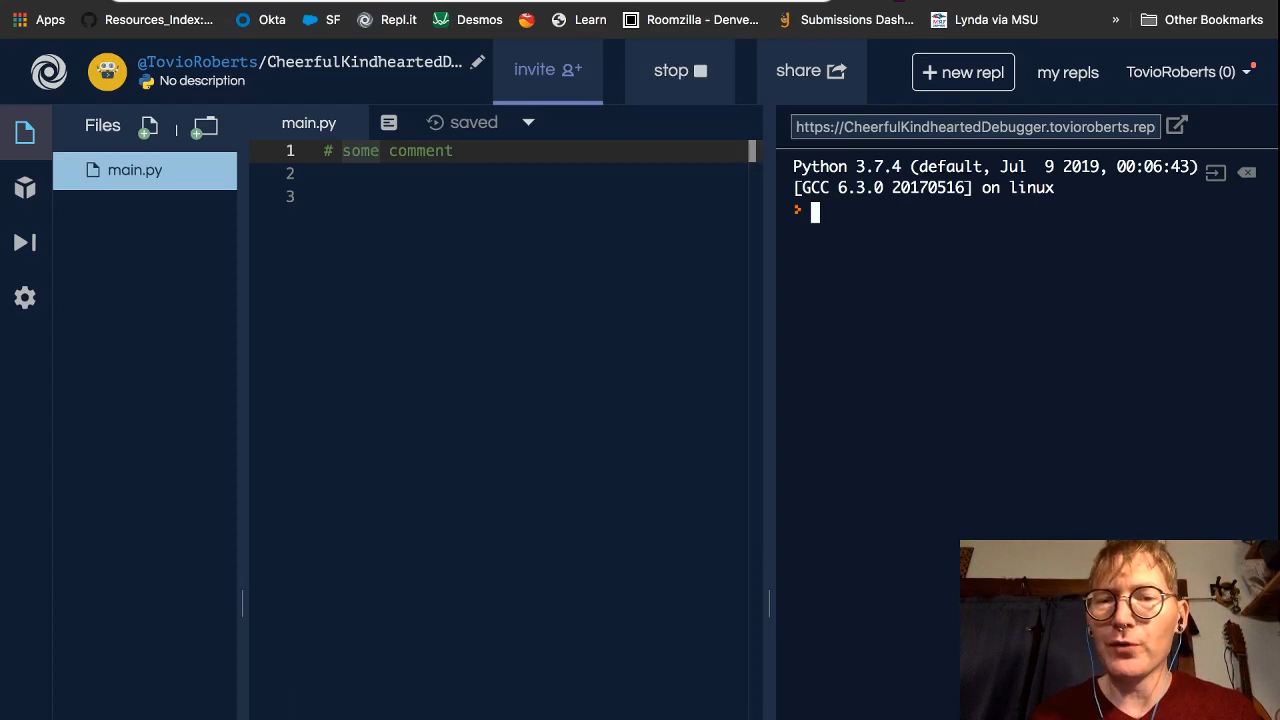 Apps
Resources_Index:...
Okta
SF
Repl.it
Desmos
Learn
Roomzilla - Denve...
Submissions Dash...
Lynda via MSU
»
Other Bookmarks
@TovioRoberts/CheerfulKindheartedD...
No description
invite
stop
share
+ new repl
my repls
TovioRoberts (0)
Files
main.py
saved
main.py
1 # some comment
2
3
https://CheerfulKindheartedDebugger.tovioroberts.rep
Python 3.7.4 (default, Jul  9 2019, 00:06:43)
[GCC 6.3.0 20170516] on linux